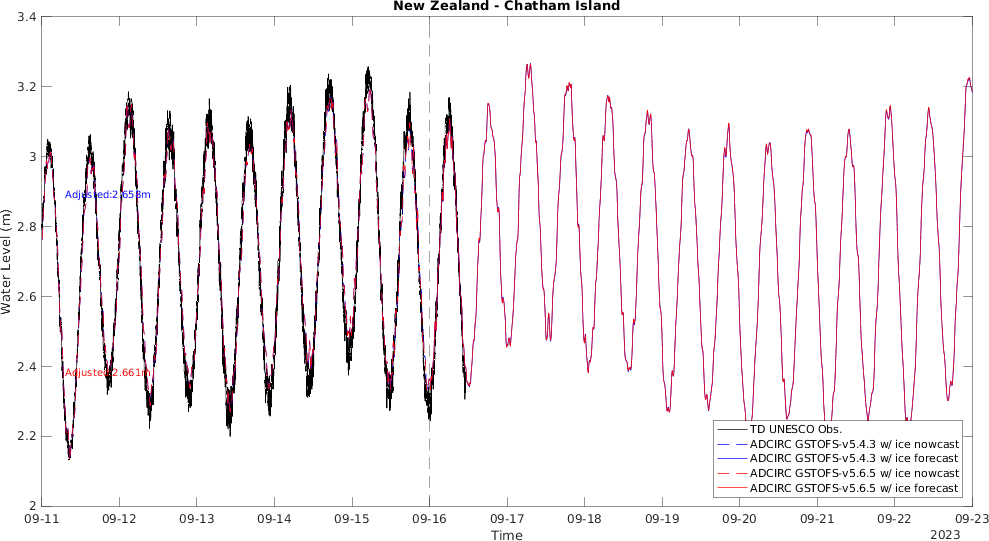 New Zealand - Chatham Island
3.4
3.2
3
2.8
2.6
2.4
2.2
2
Water Level (m)
Adjusted:2.658m
Adjusted:2.661m
TD UNESCO Obs.
ADCIRC GSTOFS-v5.4.3 w/ ice nowcast
ADCIRC GSTOFS-v5.4.3 w/ ice forecast
ADCIRC GSTOFS-v5.6.5 w/ ice nowcast
ADCIRC GSTOFS-v5.6.5 w/ ice forecast
09-11 09-12 09-13 09-14 09-15 09-16 09-17 09-18 09-19 09-20 09-21 09-22 09-23
Time
2023